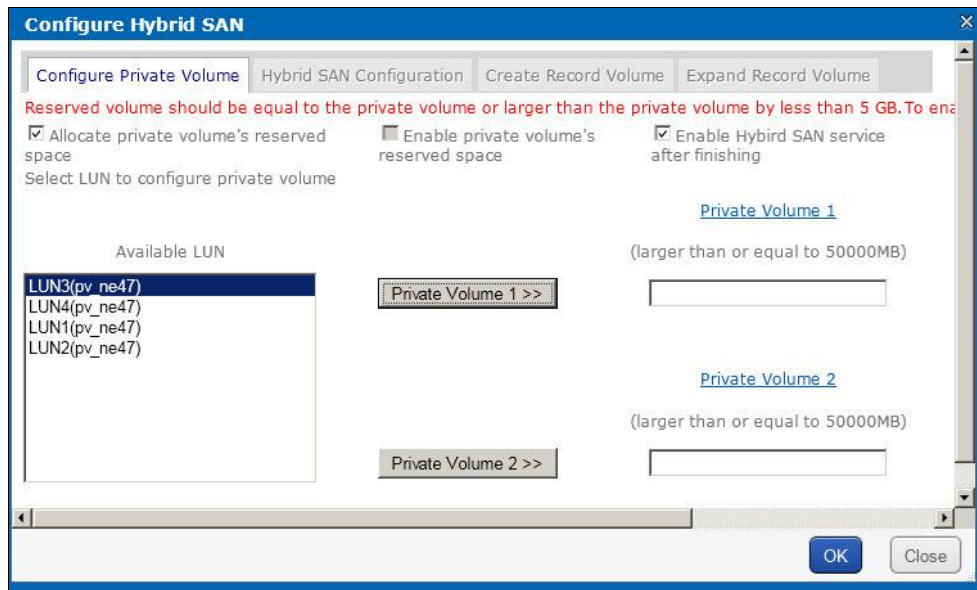 Configure Hybrid SAN
Configure Private Volume
Hybrid SAN Configuration
Create Record Volume
Expand Record Volume
Reserved volume should be equal to the private volume or larger than the private volume by less than 5 GB.To ena
Allocate private volume's reserved
space
Enable private volume's
reserved space
Enable Hybird SAN service
after finishing
Select LUN to configure private volume
Private Volume 1
Available LUN
(larger than or equal to 50000MB)
LUN3(pv_ne47)
LUN4(pv_ne47)
LUN1(pv_ne47)
LUN2(pv_ne47)
Private Volume 1 >>
Private Volume 2
(larger than or equal to 50000MB)
Private Volume 2 >>
OK
Close